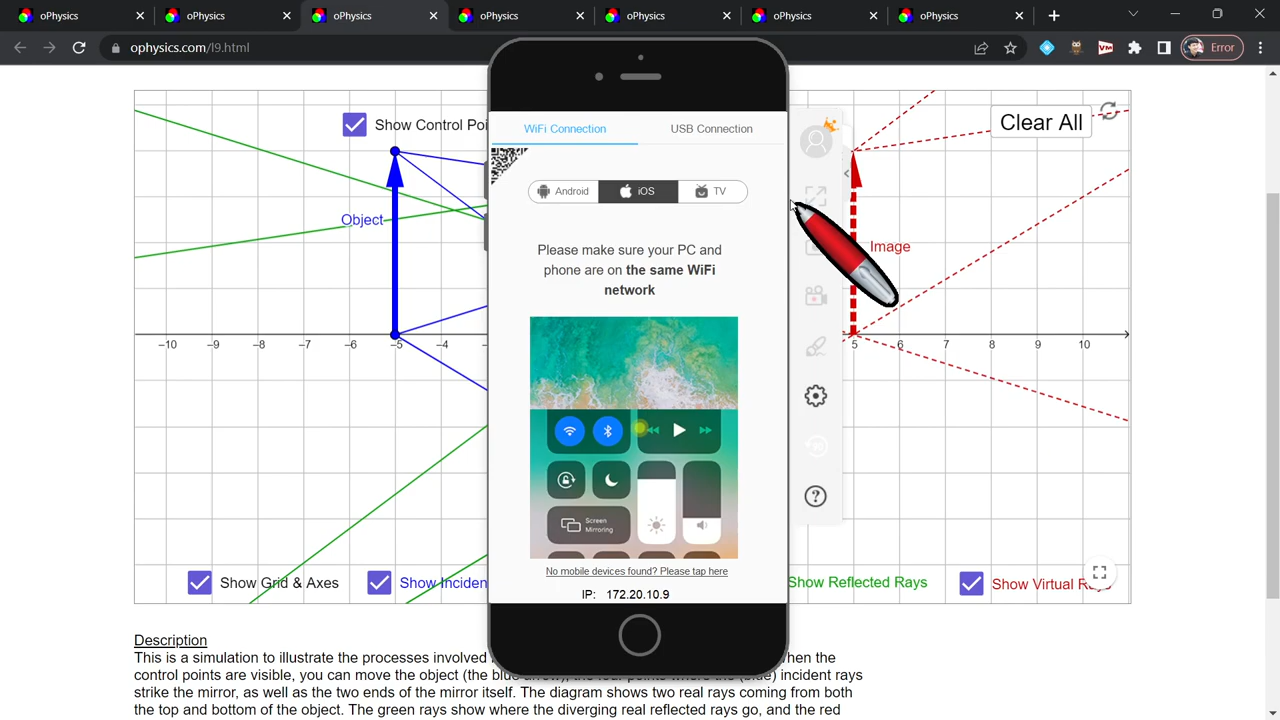 oPhysics
oPhysics
oPhysics
oPhysics
oPhysics
oPhysics
oPhysics
ophysics.com/l9.html
VM
Error
Show Control Poi
Clear All
WiFi Connection
USB Connection
Android
iOS
TV
Object
Image
Please make sure your PC and
phone are on the same WiFi
network
-10 -9 -8 -7 -6 -5 -4 -3
5 6 7 8 9 10
Screen
Mirroring
No mobile devices found? Please tap here
IP: 172.20.10.9
Show Grid & Axes
Show Inciden
Show Reflected Rays
Show Virtual R
Description
This is a simulation to illustrate the processes involved
hen the
control points are visible, you can move the object (the blue arrow), the four points where the (blue) incident rays
strike the mirror, as well as the two ends of the mirror itself. The diagram shows two real rays coming from both
the top and bottom of the object. The green rays show where the diverging real reflected rays go, and the red